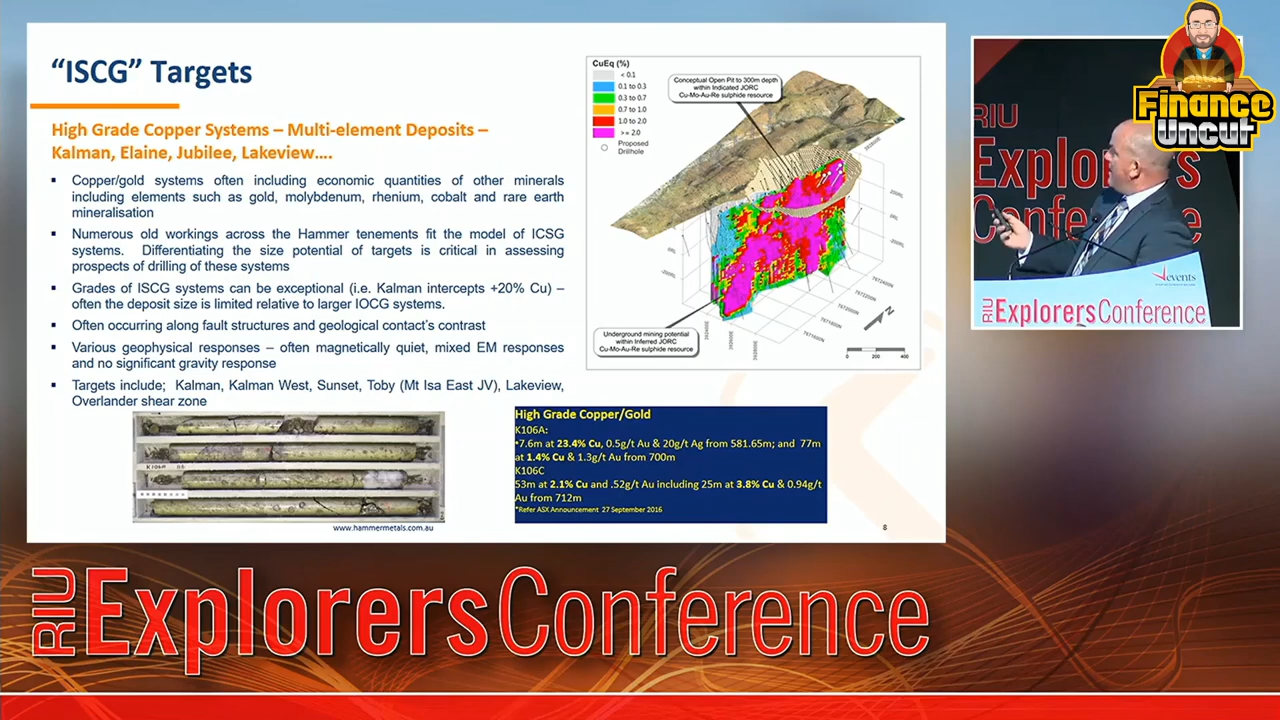 “ISCG” Targets
High Grade Copper Systems – Multi-element Deposits –
Kalman, Elaine, Jubilee, Lakeview....
▪ Copper/gold systems often including economic quantities of other minerals
including elements such as gold, molybdenum, rhenium, cobalt and rare earth
mineralisation
▪ Numerous old workings across the Hammer tenements fit the model of ICSG
systems. Differentiating the size potential of targets is critical in assessing
prospects of drilling of these systems
▪ Grades of ISCG systems can be exceptional (i.e. Kalman intercepts +20% Cu) –
often the deposit size is limited relative to larger IOCG systems.
▪ Often occurring along fault structures and geological contact’s contrast
▪ Various geophysical responses – often magnetically quiet, mixed EM responses
and no significant gravity response
▪ Targets include; Kalman, Kalman West, Sunset, Toby (Mt Isa East JV), Lakeview,
Overlander shear zone
CuEq (%)
< 0.1
0.1 to 0.3
0.3 to 0.7
0.7 to 1.0
1.0 to 2.0
>= 2.0
Proposed
Drillhole
Conceptual Open Pit to 300m depth
within Indicated JORC
Cu-Mo-Au-Re sulphide resource
Underground mining potential
within Inferred JORC
Cu-Mo-Au-Re sulphide resource
0 200 400
High Grade Copper/Gold
K106A:
•7.6m at 23.4% Cu, 0.5g/t Au & 20g/t Ag from 581.65m; and 77m
at 1.4% Cu & 1.3g/t Au from 700m
K106C
53m at 2.1% Cu and .52g/t Au including 25m at 3.8% Cu & 0.94g/t
Au from 712m
*Refer ASX Announcement 27 September 2016
www.hammermetals.com.au
8
Finance
Uncut
RIU
Explorers
Conference
Vevents
RIU ExplorersConference
RIU ExplorersConference